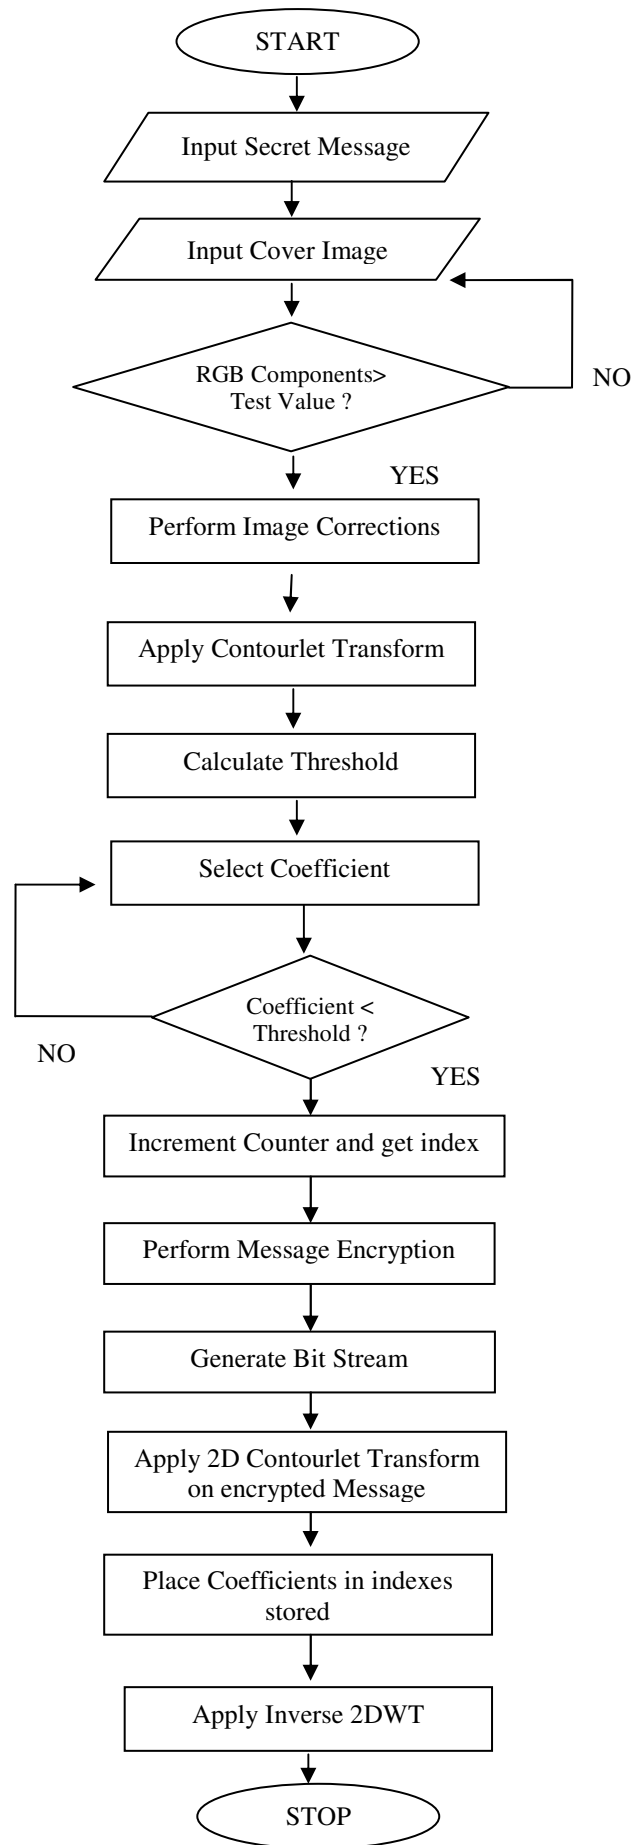 START
Input Secret Message
Input Cover Image
RGB Components>
Test Value ?
NO
YES
Perform Image Corrections
Apply Contourlet Transform
Calculate Threshold
Select Coefficient
Coefficient <
Threshold ?
NO
YES
Increment Counter and get index
Perform Message Encryption
Generate Bit Stream
Apply 2D Contourlet Transform
on encrypted Message
Place Coefficients in indexes
stored
Apply Inverse 2DWT
STOP